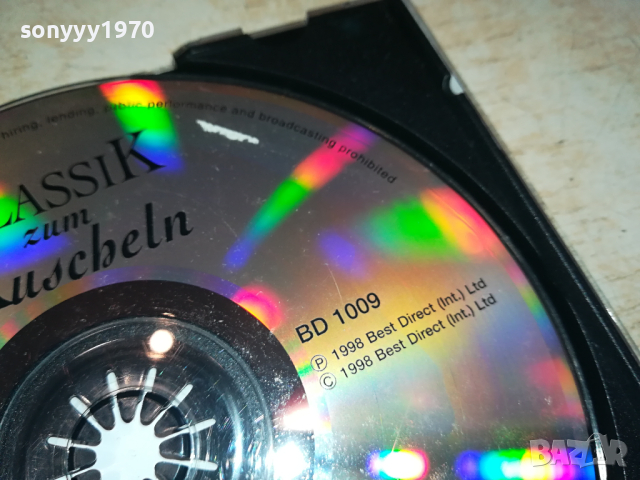 sonyyy1970
hiring, lending, public performance and broadcasting prohibited
LASSIK
zum
Kuscheln
BD 1009
Ⓟ 1998 Best Direct (Int.) Ltd
© 1998 Best Direct (Int.) Ltd
BAZAR